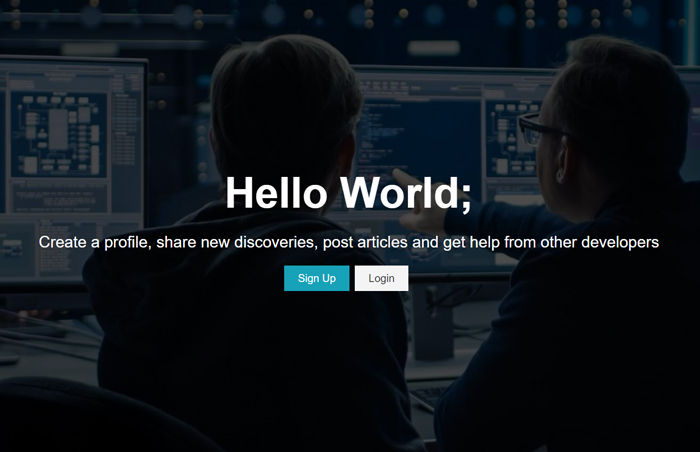 Hello World;
Create a profile, share new discoveries, post articles and get help from other developers
Sign Up
Login